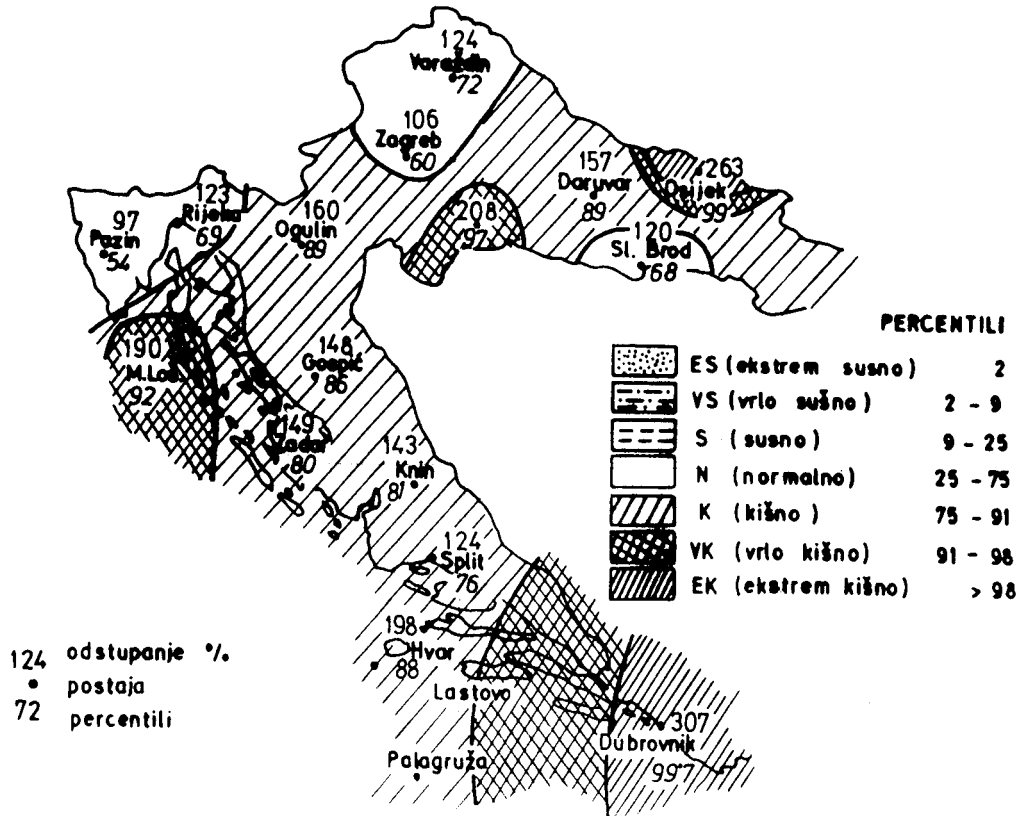 124
Varaždin
72
106
Zagreb
60
157
Daruvar
89
263
Osijek
99
123
Rijeka
69
97
Pazin
54
160
Ogulin
89
208
97
120
Sl. Brod
68
190
M.Loš.
92
148
Gospić
86
149
Zadar
80
143
Knin
81
124
Split
76
198
Hvar
88
Lastovo
307
Dubrovnik
99·7
Palagruža
PERCENTILI
ES (ekstrem susno) 2
VS (vrlo sušno) 2 - 9
S (susno) 9 - 25
N (normalno) 25 - 75
K (kišno) 75 - 91
VK (vrlo kišno) 91 - 98
EK (ekstrem kišno) > 98
124 odstupanje %
postaja
72 percentili